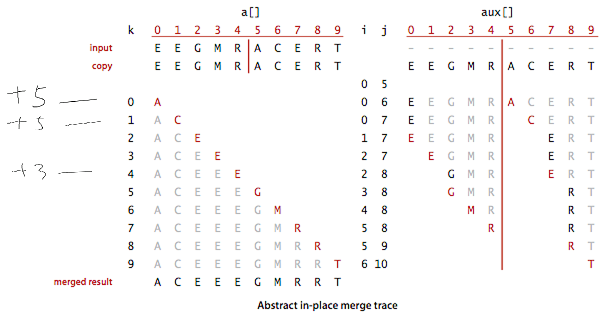 a[] aux[]
k 0 1 2 3 4 5 6 7 8 9 i j 0 1 2 3 4 5 6 7 8 9
input E E G M R A C E R T - - - - - - - - - -
copy E E G M R A C E R T E E G M R A C E R T
0 5
+5 0 A 0 6 E E G M R A C E R T
+5 1 A C 0 7 E E G M R C E R T
2 A C E 1 7 E E G M R E R T
3 A C E E 2 7 E G M R E R T
+3 4 A C E E E 2 8 G M R E R T
5 A C E E E G 3 8 G M R R T
6 A C E E E G M 4 8 M R R T
7 A C E E E G M R 5 8 R R T
8 A C E E E G M R R 5 9 R T
9 A C E E E G M R R T 6 10 T
merged result A C E E E G M R R T
Abstract in-place merge trace